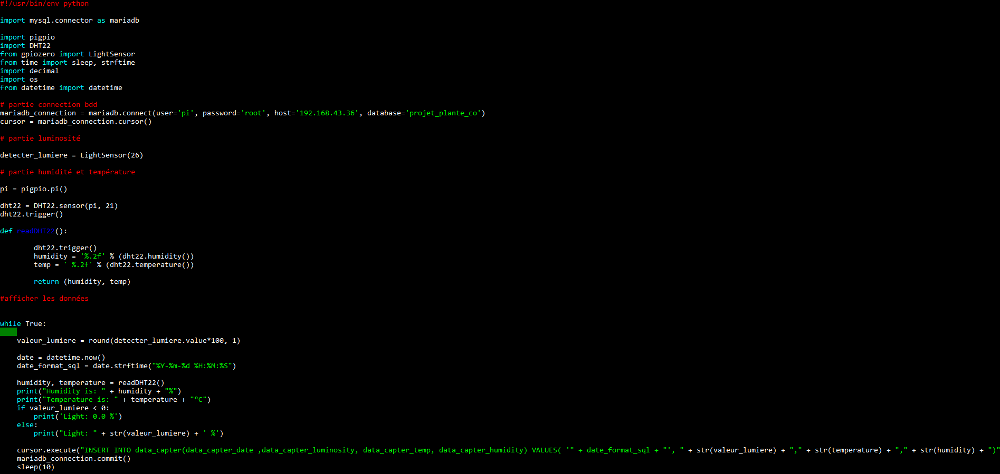 #!/usr/bin/env python
import mysql.connector as mariadb
import pigpio
import DHT22
from gpiozero import LightSensor
from time import sleep, strftime
import decimal
import os
from datetime import datetime
# partie connection bdd
mariadb_connection = mariadb.connect(user='pi', password='root', host='192.168.43.36', database='projet_plante_co')
cursor = mariadb_connection.cursor()
# partie luminosité
detecter_lumiere = LightSensor(26)
# partie humidité et température
pi = pigpio.pi()
dht22 = DHT22.sensor(pi, 21)
dht22.trigger()
def readDHT22():
        dht22.trigger()
        humidity = '%.2f' % (dht22.humidity())
        temp = ' %.2f' % (dht22.temperature())
        return (humidity, temp)
#afficher les données
while True:
    valeur_lumiere = round(detecter_lumiere.value*100, 1)
    date = datetime.now()
    date_format_sql = date.strftime("%Y-%m-%d %H:%M:%S")
    humidity, temperature = readDHT22()
    print("Humidity is: " + humidity + "%")
    print("Temperature is: " + temperature + "°C")
    if valeur_lumiere < 0:
        print('Light: 0.0 %')
    else:
        print("Light: " + str(valeur_lumiere) + ' %')
    cursor.execute("INSERT INTO data_capter(data_capter_date ,data_capter_luminosity, data_capter_temp, data_capter_humidity) VALUES( '" + date_format_sql + "', " + str(valeur_lumiere) + "," + str(temperature) + "," + str(humidity) + ")"
    mariadb_connection.commit()
    sleep(10)